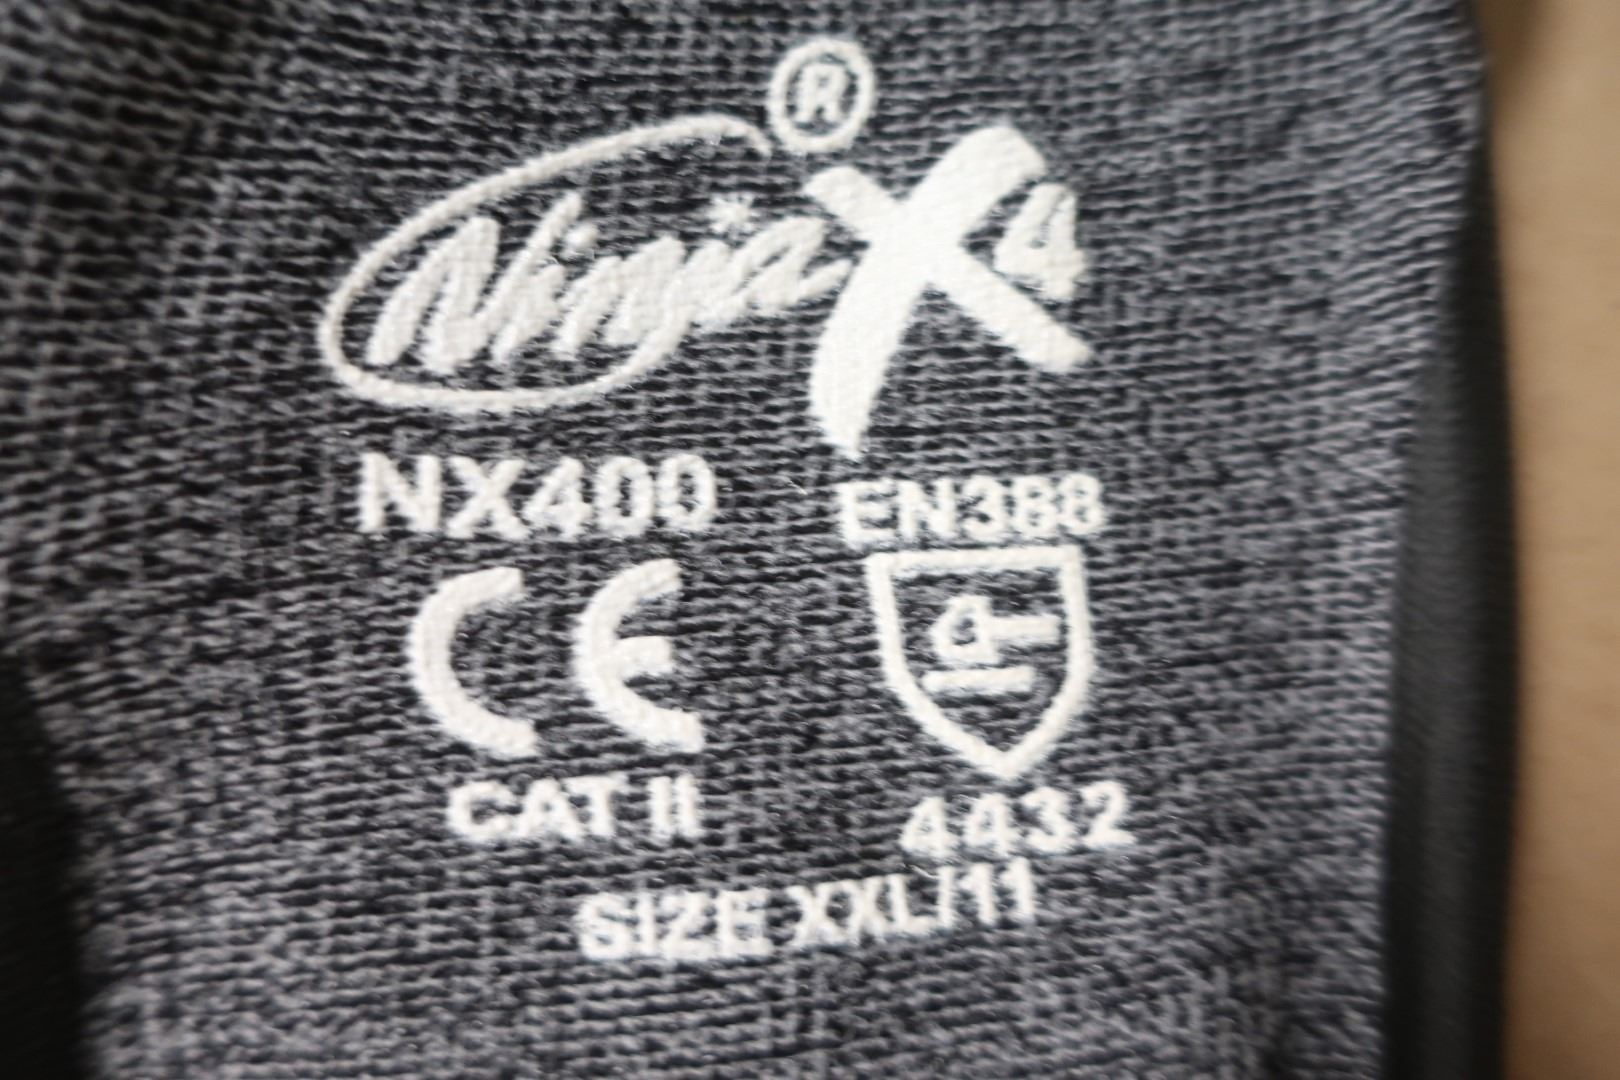 ®
Ninja X4
NX400 EN388
CE
CAT II 4432
SIZE XXL/11